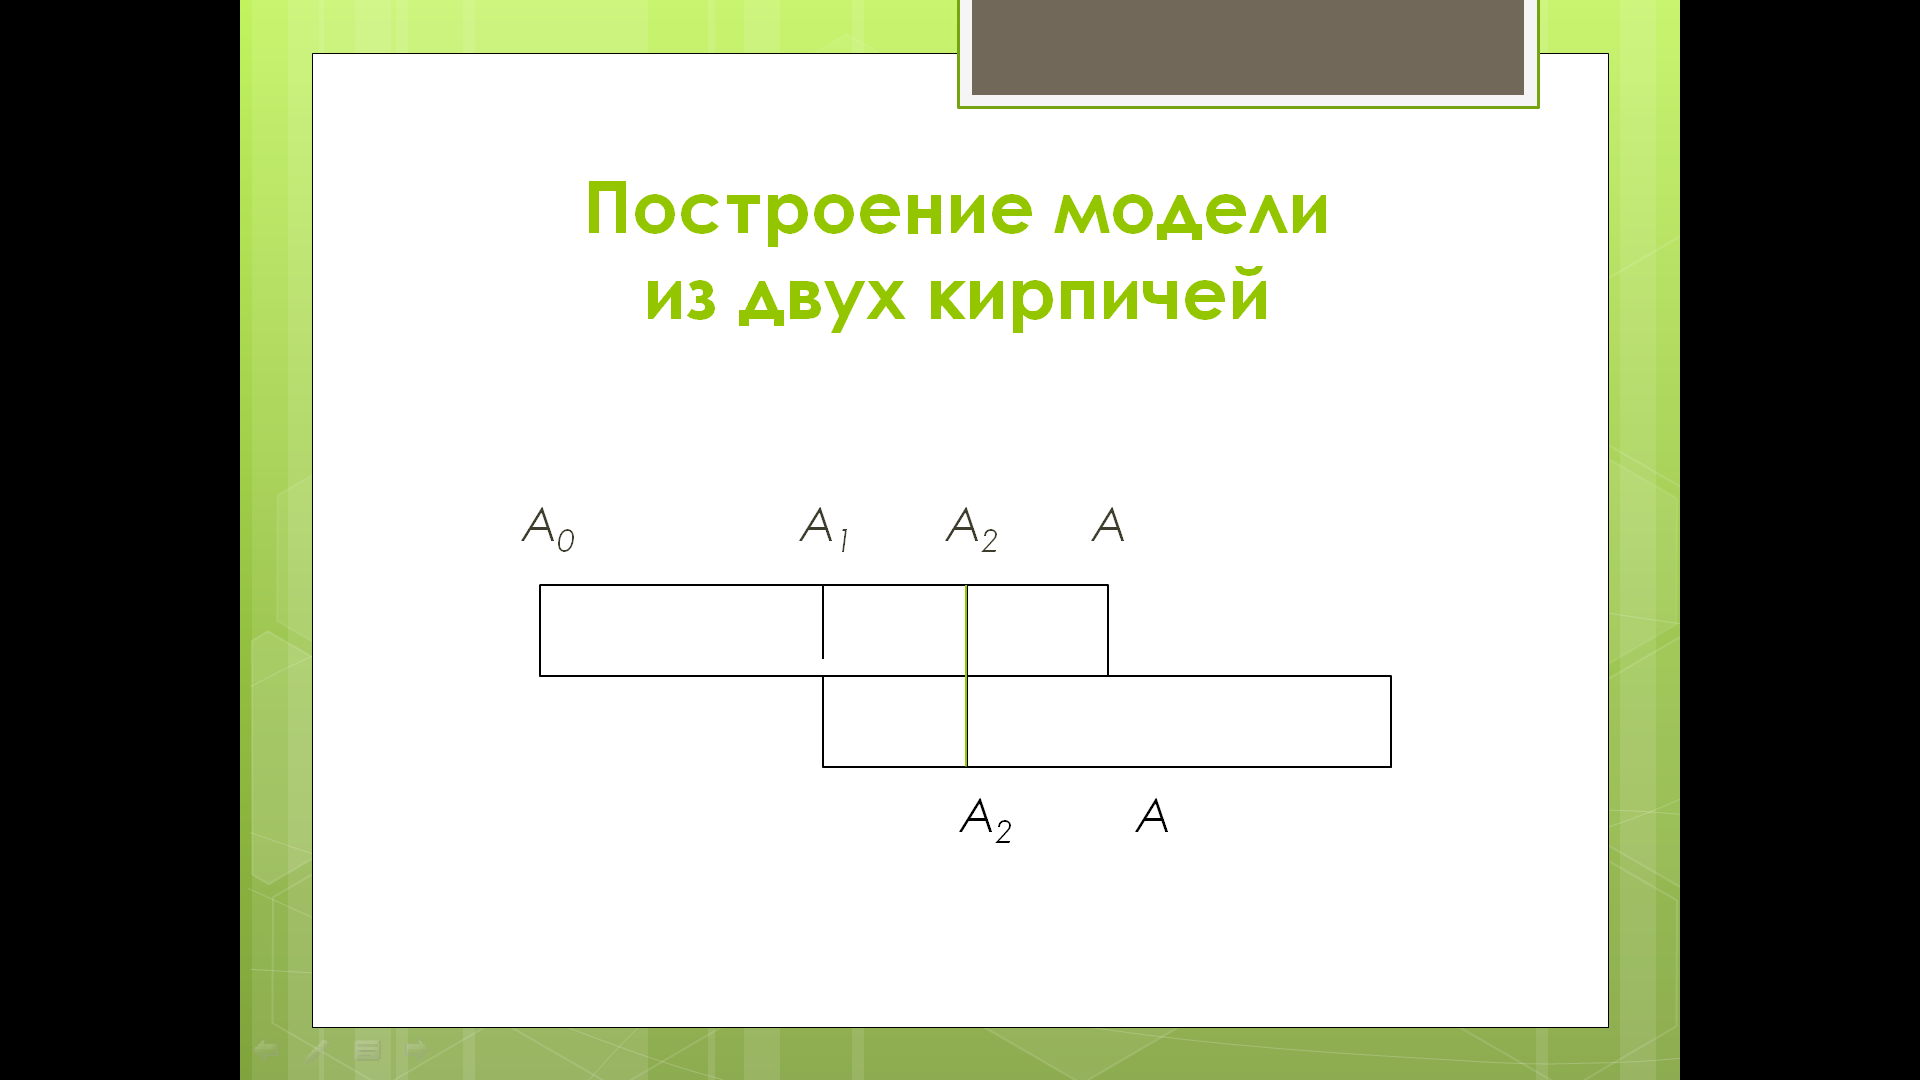 Построение модели
из двух кирпичей
A₀ A₁ A₂ A
A₂ A